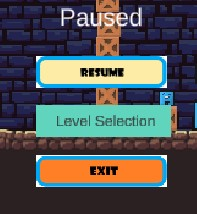 Paused
RESUME
Level Selection
EXIT